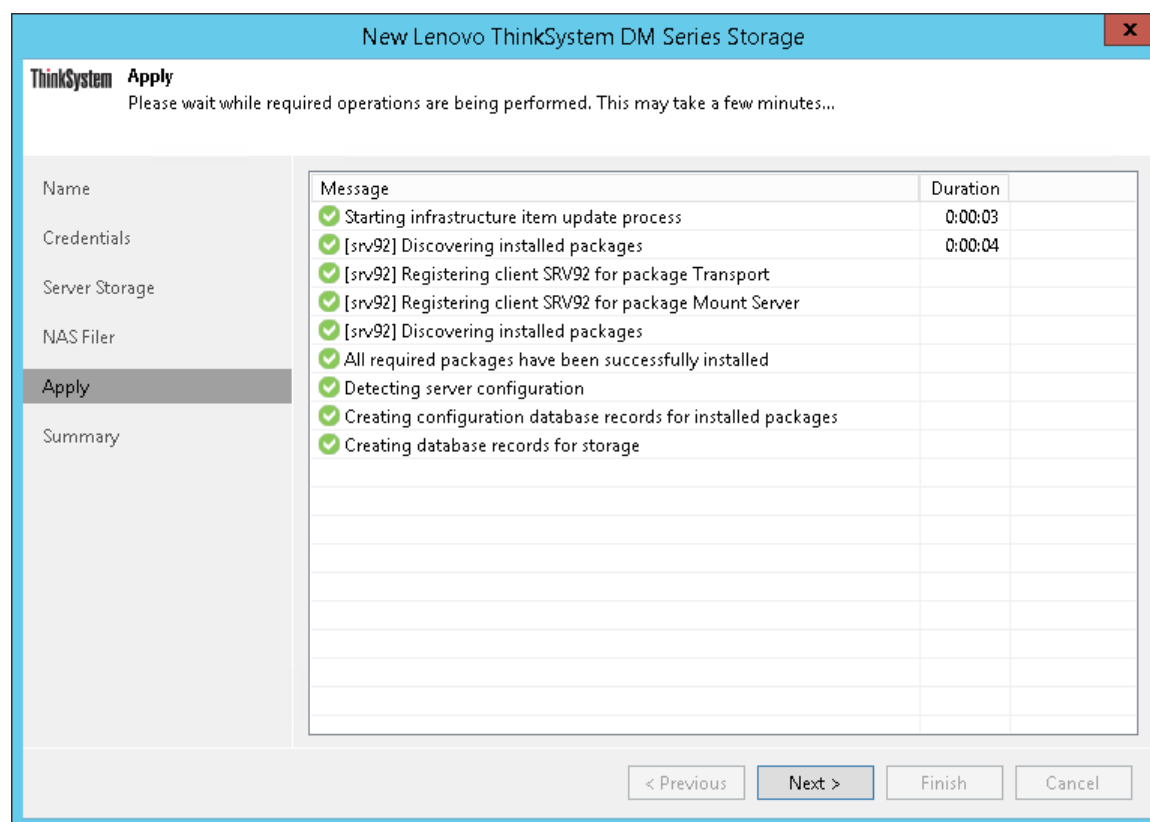 New Lenovo ThinkSystem DM Series Storage
x
ThinkSystem
Apply
Please wait while required operations are being performed. This may take a few minutes...
Name
Credentials
Server Storage
NAS Filer
Apply
Summary
Message Duration
Starting infrastructure item update process 0:00:03
[srv92] Discovering installed packages 0:00:04
[srv92] Registering client SRV92 for package Transport
[srv92] Registering client SRV92 for package Mount Server
[srv92] Discovering installed packages
All required packages have been successfully installed
Detecting server configuration
Creating configuration database records for installed packages
Creating database records for storage
< Previous Next > Finish Cancel